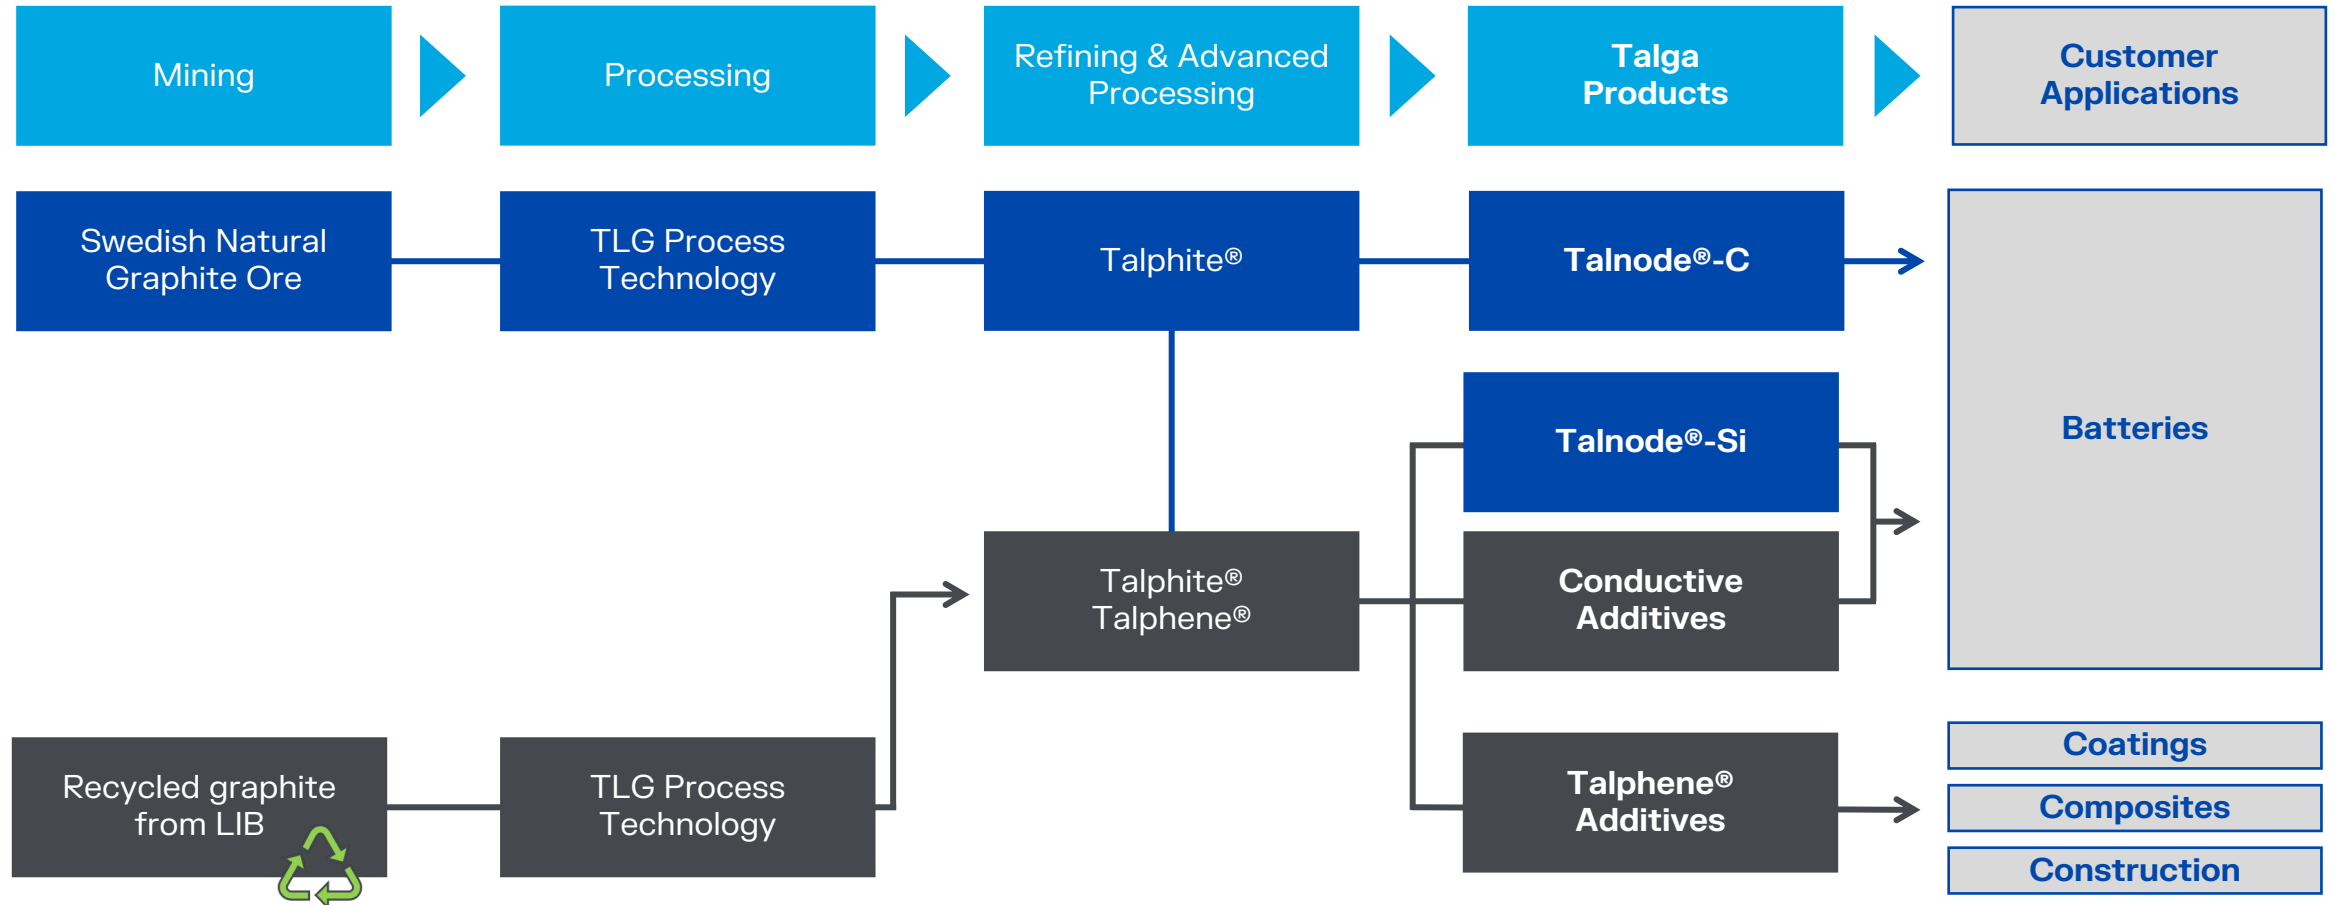 Mining
Processing
Refining & Advanced
Processing
Talga
Products
Customer
Applications
Swedish Natural
Graphite Ore
TLG Process
Technology
Talphite®
Talnode®-C
Batteries
Talnode®-Si
Talphite®
Talphene®
Conductive
Additives
Recycled graphite
from LIB
TLG Process
Technology
Talphene®
Additives
Coatings
Composites
Construction